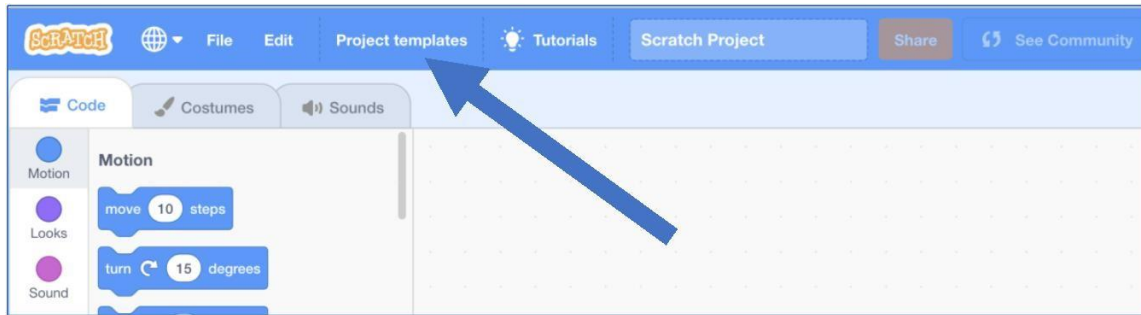 SCRATCH File Edit Project templates Tutorials Scratch Project Share See Community
Code Costumes Sounds
Motion
Motion
move 10 steps
Looks
turn 15 degrees
Sound